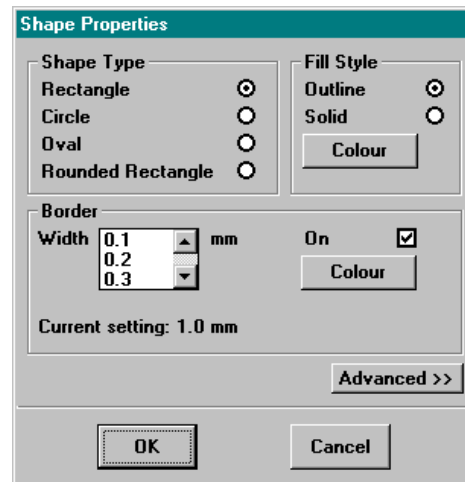 Shape Properties
Shape Type
Rectangle
Circle
Oval
Rounded Rectangle
Fill Style
Outline
Solid
Colour
Border
Width 0.1 mm
0.2
0.3
On
Colour
Current setting: 1.0 mm
Advanced >>
OK
Cancel